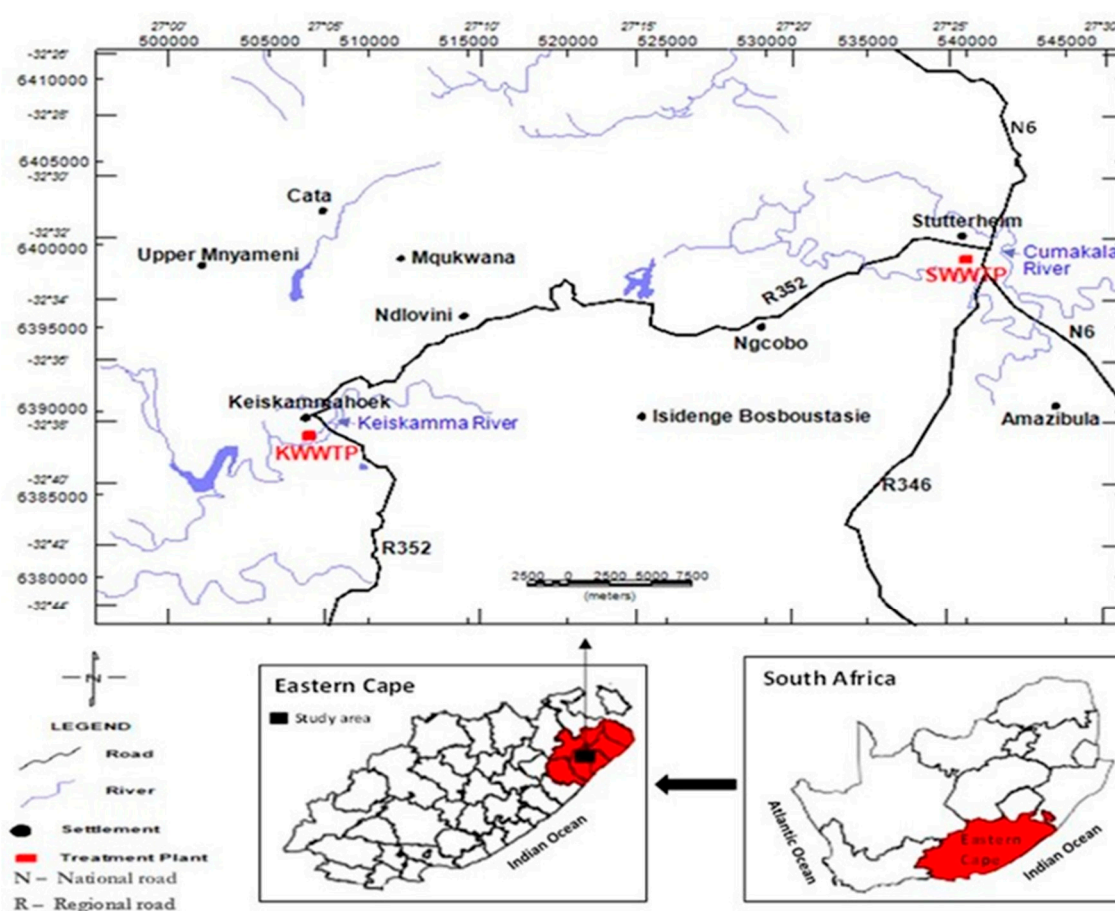 27°00' 27°05' 27°10' 27°15' 27°20' 27°25' 27°30'
500000 505000 510000 515000 520000 525000 530000 535000 540000 545000
-32°26'
6410000
-32°28'
6405000
-32°30'
-32°32'
6400000
-32°34'
6395000
-32°36'
6390000
-32°38'
-32°40'
6385000
-32°42'
6380000
-32°44'
N6
Cata
Stutterheim
Upper Mnyameni
Mqukwana
Cumakala
River
SWWTP
R352
Ndlovini
Ngcobo
N6
Keiskammahoek
Keiskamma River
Isidenge Bosboustasie
Amazibula
KWWTP
R346
R352
2500 0 2500 5000 7500
(meters)
N
LEGEND
Road
River
Settlement
Treatment Plant
N – National road
R – Regional road
Eastern Cape
Study area
Indian Ocean
South Africa
Atlantic Ocean
Eastern
Cape
Indian Ocean